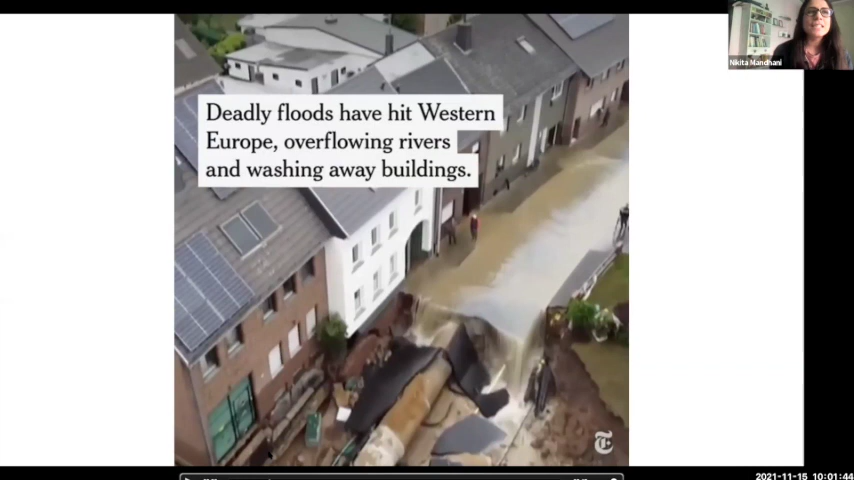 Deadly floods have hit Western
Europe, overflowing rivers
and washing away buildings.
Nikita Mandhani
2021-11-15 10:01:44